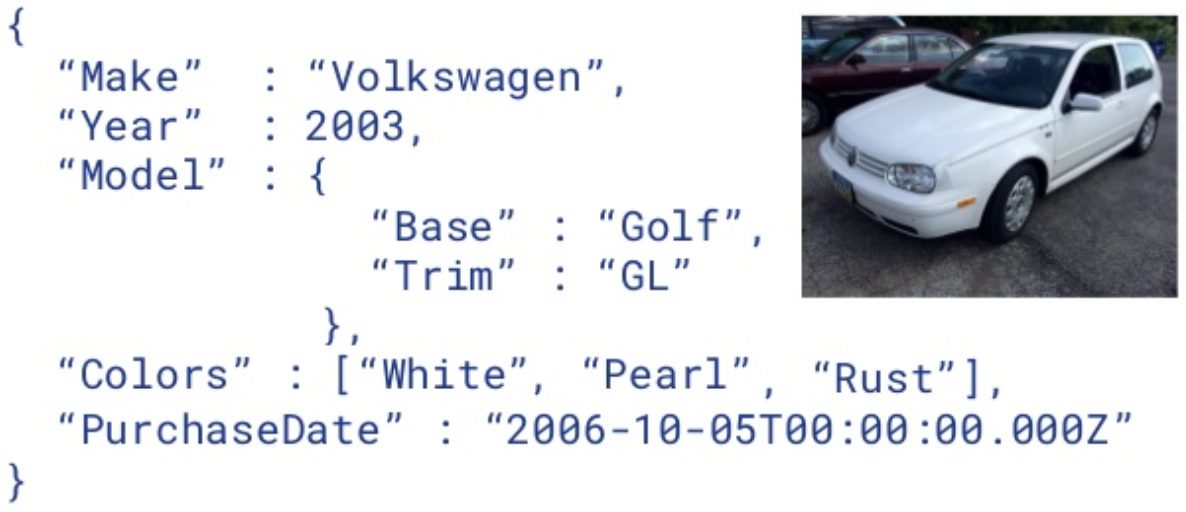 {
“Make” : “Volkswagen”,
“Year” : 2003,
“Model” : {
“Base” : “Golf”,
“Trim” : “GL”
},
“Colors” : [“White”, “Pearl”, “Rust”],
“PurchaseDate” : “2006-10-05T00:00:00.000Z”
}